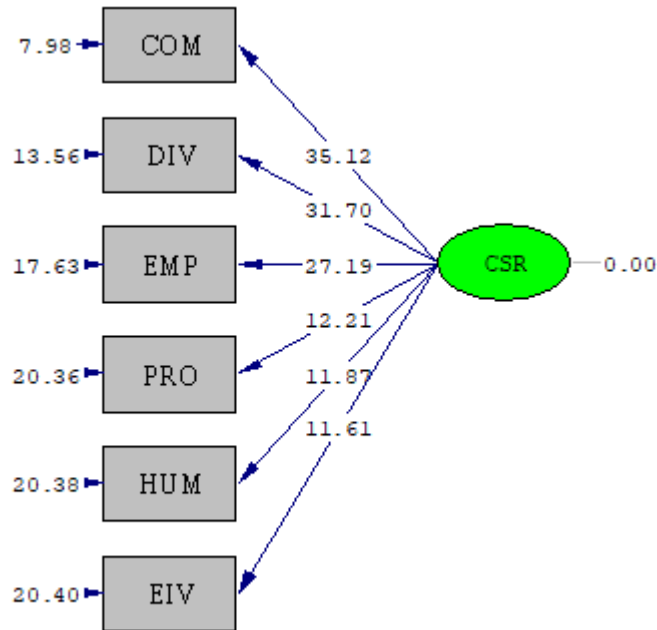 7.98 COM
35.12
13.56 DIV
31.70
17.63 EMP 27.19 CSR 0.00
12.21
20.36 PRO
11.87
11.61
20.38 HUM
20.40 EIV